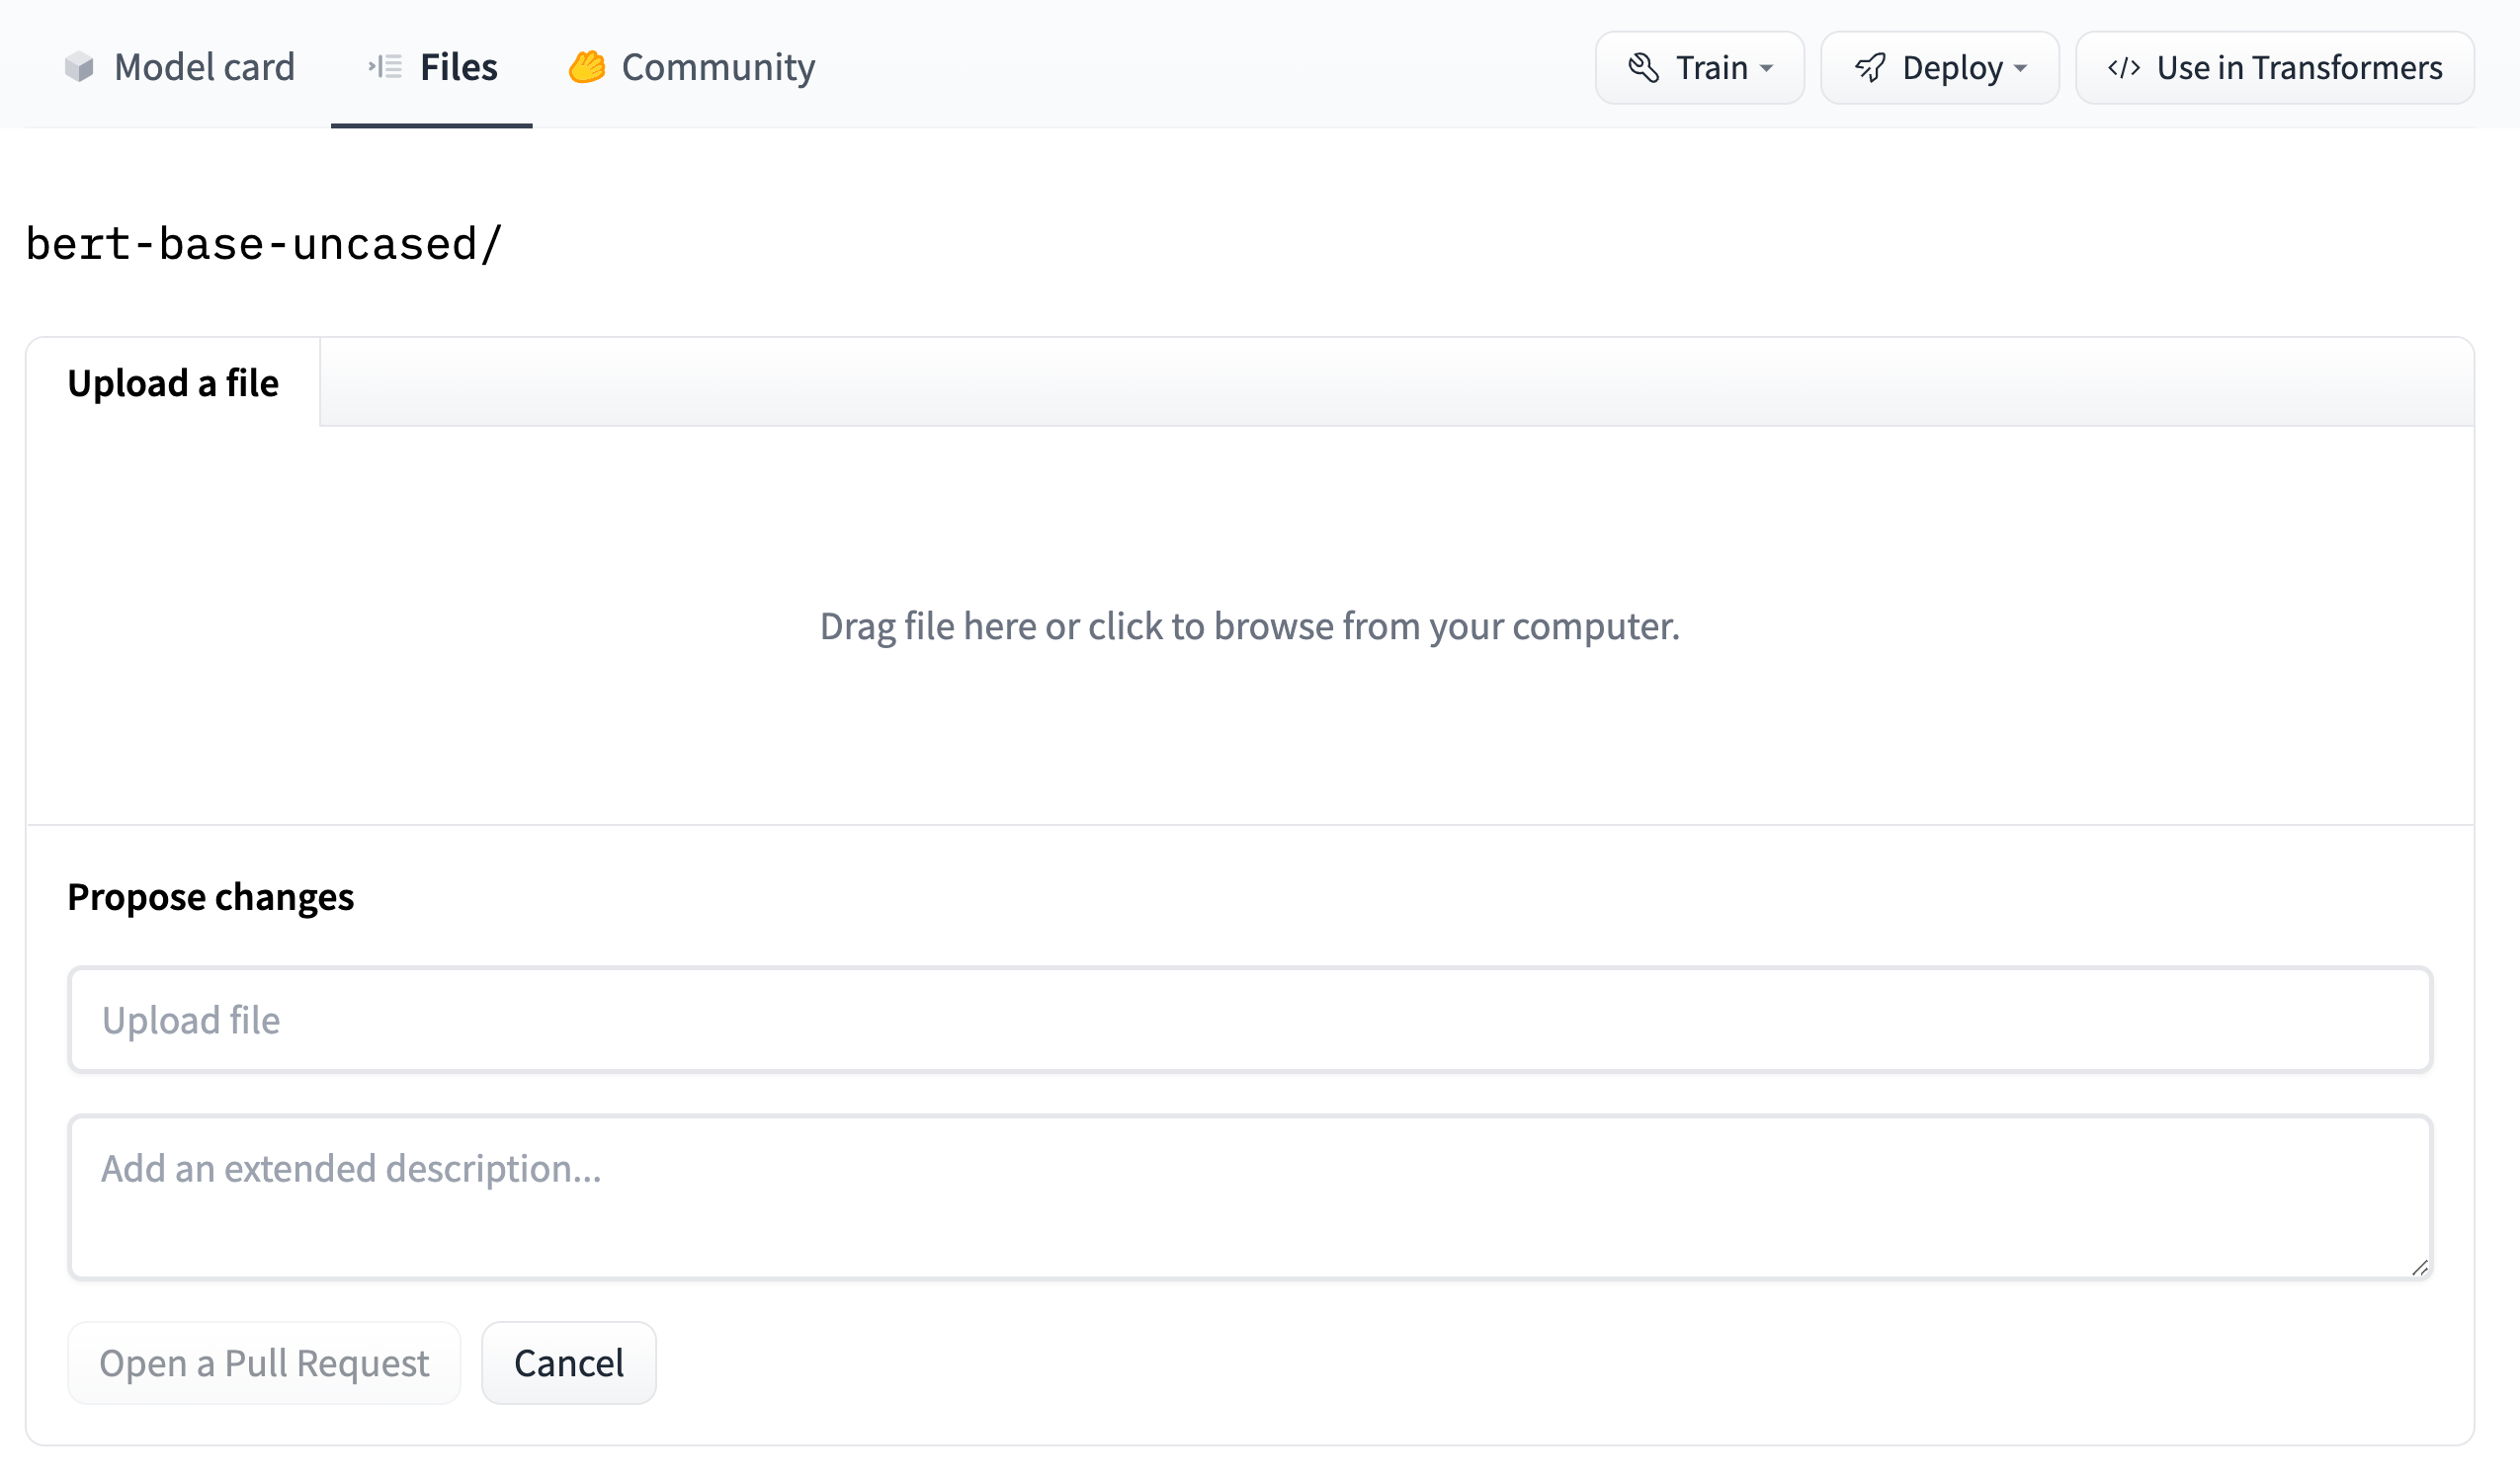 Model card Files Community Train Deploy </> Use in Transformers
bert-base-uncased/
Upload a file
Drag file here or click to browse from your computer.
Propose changes
Upload file
Add an extended description...
Open a Pull Request Cancel